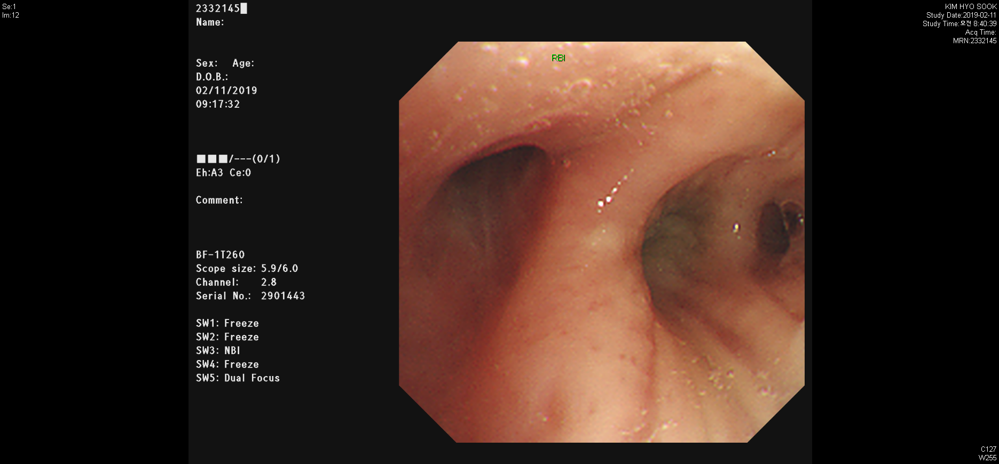 Se:1
Im:12
2332145
Name:
Sex: Age:
D.O.B.:
02/11/2019
09:17:32
■■■/---(0/1)
Eh:A3 Ce:0
Comment:
BF-1T260
Scope size: 5.9/6.0
Channel: 2.8
Serial No.: 2901443
SW1: Freeze
SW2: Freeze
SW3: NBI
SW4: Freeze
SW5: Dual Focus
RBI
KIM HYO SOOK
Study Date:2019-02-11
Study Time:오전 8:40:39
Acq Time:
MRN:2332145
C127
W255